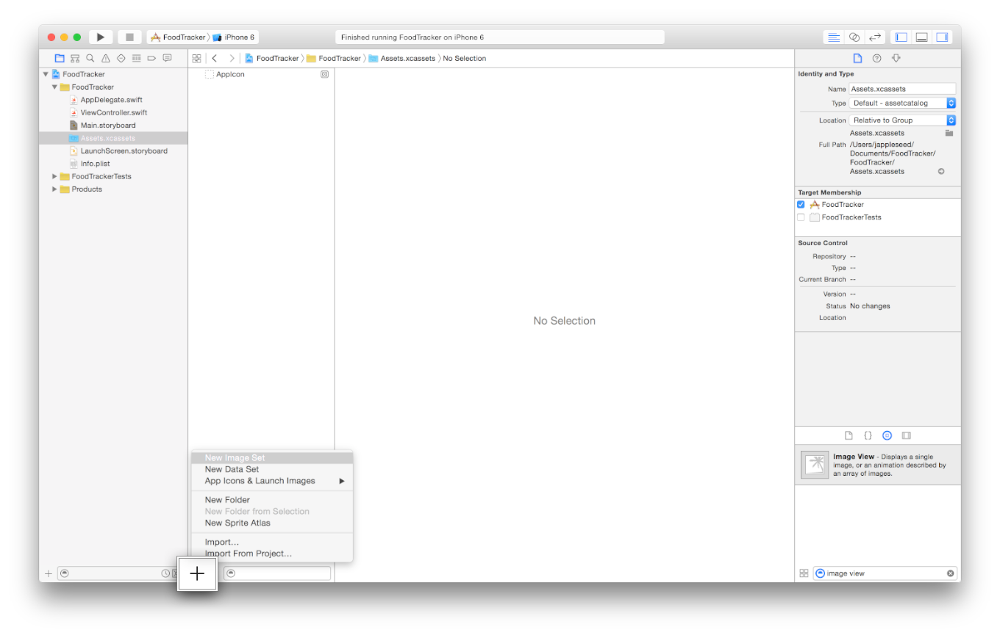 FoodTracker
iPhone 6
Finished running FoodTracker on iPhone 6
FoodTracker
FoodTracker
Assets.xcassets
No Selection
FoodTracker
FoodTracker
AppDelegate.swift
ViewController.swift
Main.storyboard
Assets.xcassets
LaunchScreen.storyboard
Info.plist
FoodTrackerTests
Products
AppIcon
No Selection
New Image Set
New Data Set
App Icons & Launch Images
New Folder
New Folder from Selection
New Sprite Atlas
Import…
Import From Project…
Identity and Type
Name Assets.xcassets
Type Default - assetcatalog
Location Relative to Group
Assets.xcassets
Full Path /Users/jappleseed/
Documents/FoodTracker/
FoodTracker/
Assets.xcassets
Target Membership
FoodTracker
FoodTrackerTests
Source Control
Repository --
Type --
Current Branch --
Version --
Status No changes
Location
{}
Image View - Displays a single
image, or an animation described by
an array of images.
image view